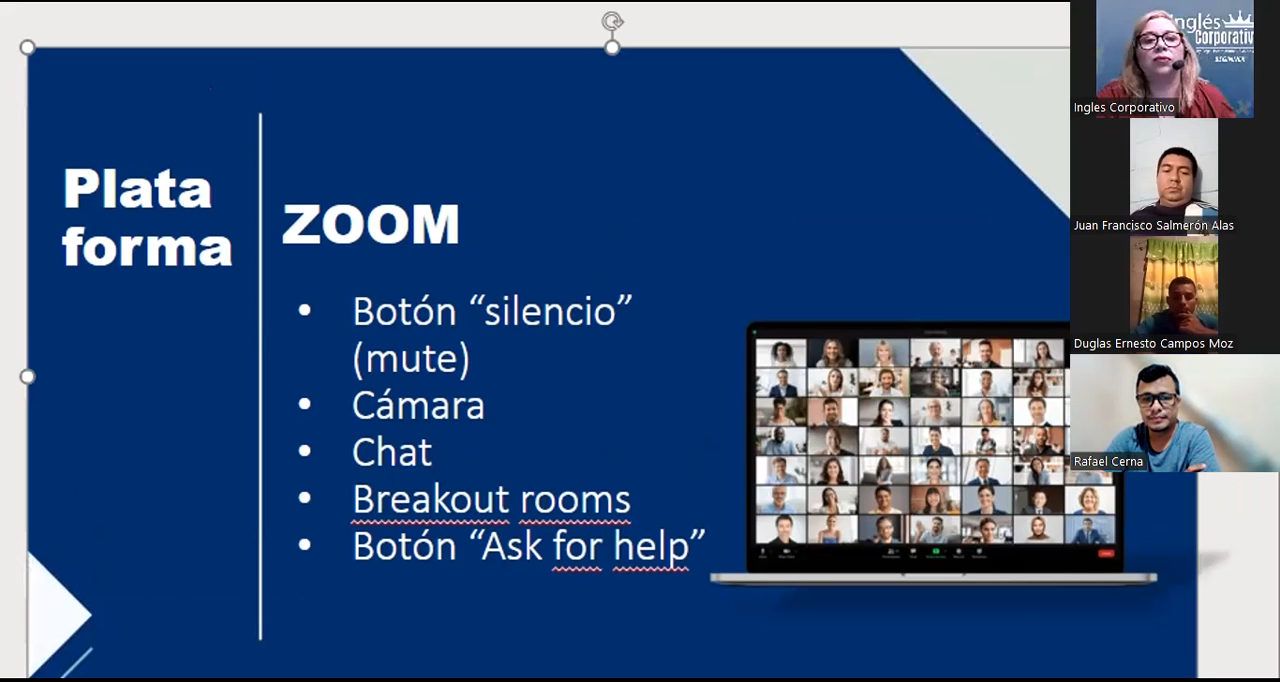 Plata
forma
ZOOM
• Botón “silencio”
(mute)
• Cámara
• Chat
• Breakout rooms
• Botón “Ask for help”
Inglés
Corporativo
Ingles Corporativo
Juan Francisco Salmerón Alas
Duglas Ernesto Campos Moz
Rafael Cerna